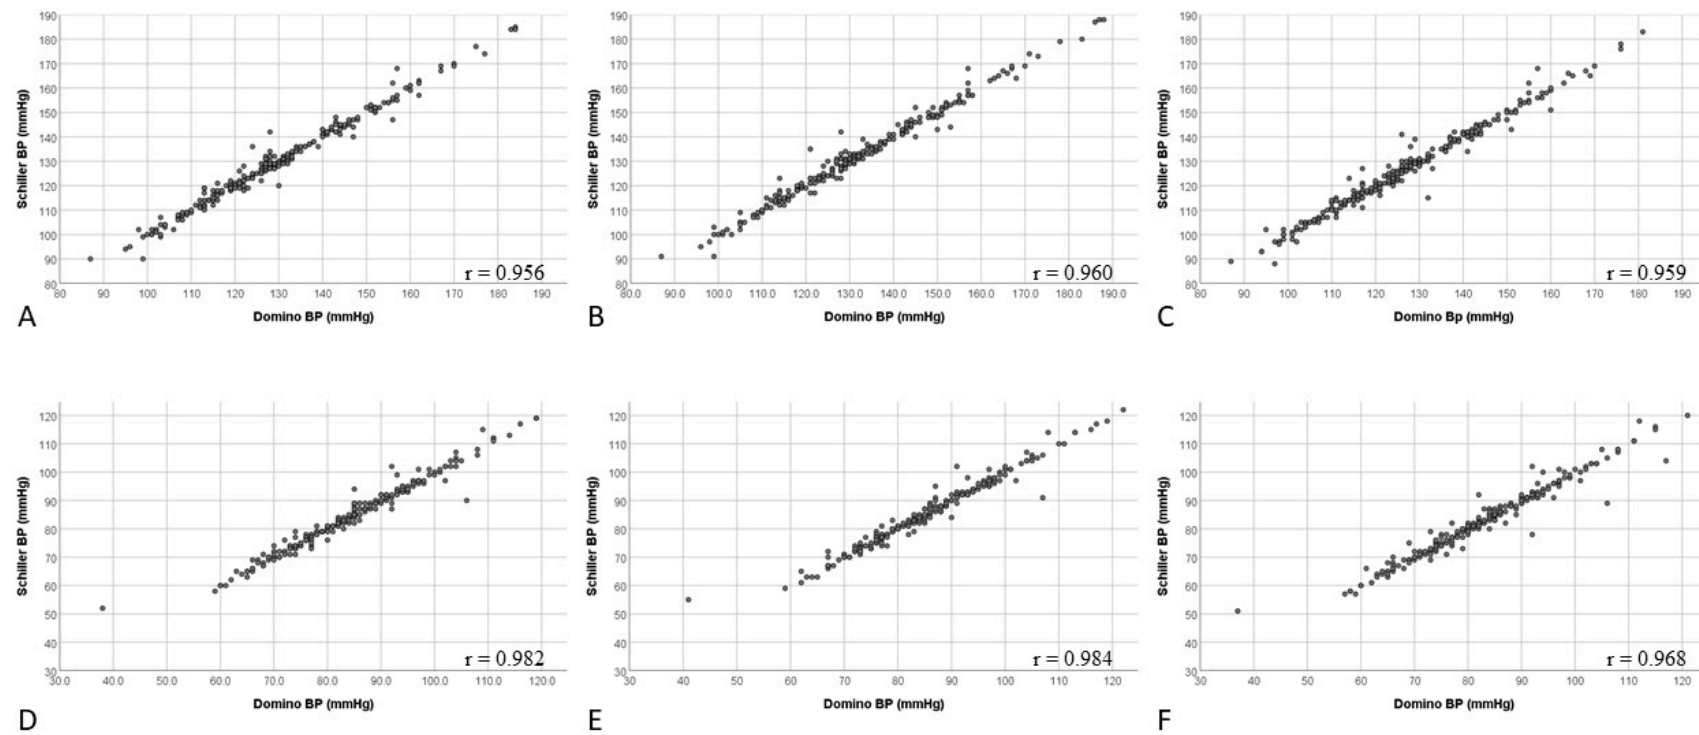 Schiller BP (mmHg)
190
180
170
160
150
140
130
120
110
100
90
80
r = 0.956
80 90 100 110 120 130 140 150 160 170 180 190
Domino BP (mmHg)
A
Schiller BP (mmHg)
190
180
170
160
150
140
130
120
110
100
90
80
r = 0.960
80.0 90.0 100.0 110.0 120.0 130.0 140.0 150.0 160.0 170.0 180.0 190.0
Domino BP (mmHg)
B
Schiller BP (mmHg)
190
180
170
160
150
140
130
120
110
100
90
80
r = 0.959
80 90 100 110 120 130 140 150 160 170 180 190
Domino Bp (mmHg)
C
Schiller BP (mmHg)
120
110
100
90
80
70
60
50
40
30
r = 0.982
30.0 40.0 50.0 60.0 70.0 80.0 90.0 100.0 110.0 120.0
Domino BP (mmHg)
D
Schiller BP (mmHg)
120
110
100
90
80
70
60
50
40
30
r = 0.984
30 40 50 60 70 80 90 100 110 120
Domino BP (mmHg)
E
Schiller BP (mmHg)
120
110
100
90
80
70
60
50
40
30
r = 0.968
30 40 50 60 70 80 90 100 110 120
Domino BP (mmHg)
F